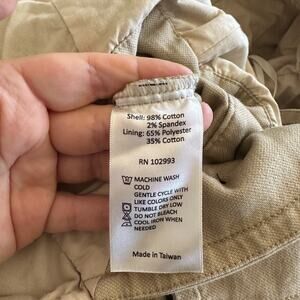 Shell: 98% Cotton
2% Spandex
Lining: 65% Polyester
35% Cotton
RN 102993
MACHINE WASH
COLD
GENTLE CYCLE WITH
LIKE COLORS ONLY
TUMBLE DRY LOW
DO NOT BLEACH
COOL IRON WHEN
NEEDED
Made in Taiwan